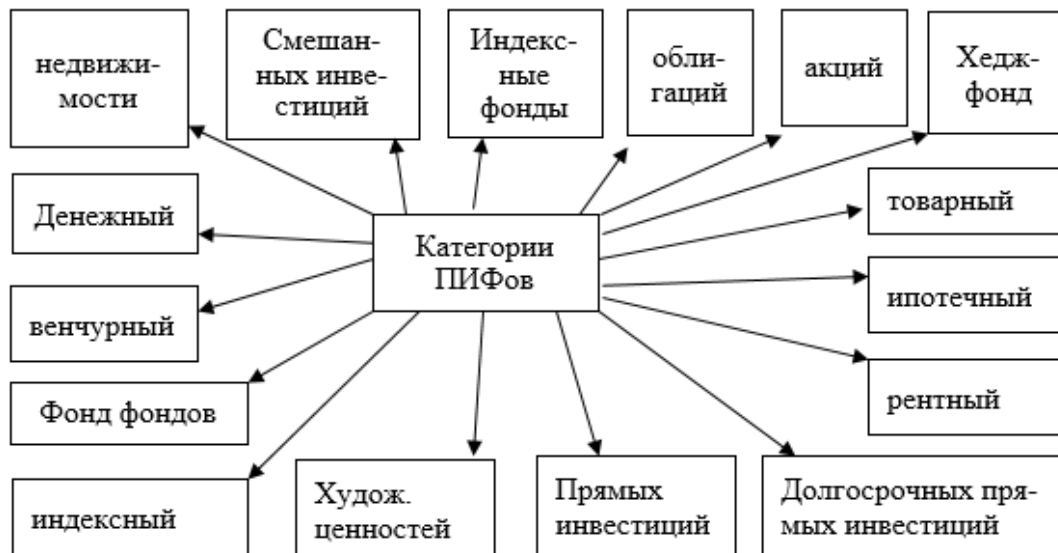 недвижи-
мости
Смешан-
ных инве-
стиций
Индекс-
ные
фонды
обли-
гаций
акций
Хедж-
фонд
Денежный
Категории
ПИФов
товарный
венчурный
ипотечный
Фонд фондов
рентный
индексный
Худож.
ценностей
Прямых
инвестиций
Долгосрочных пря-
мых инвестиций